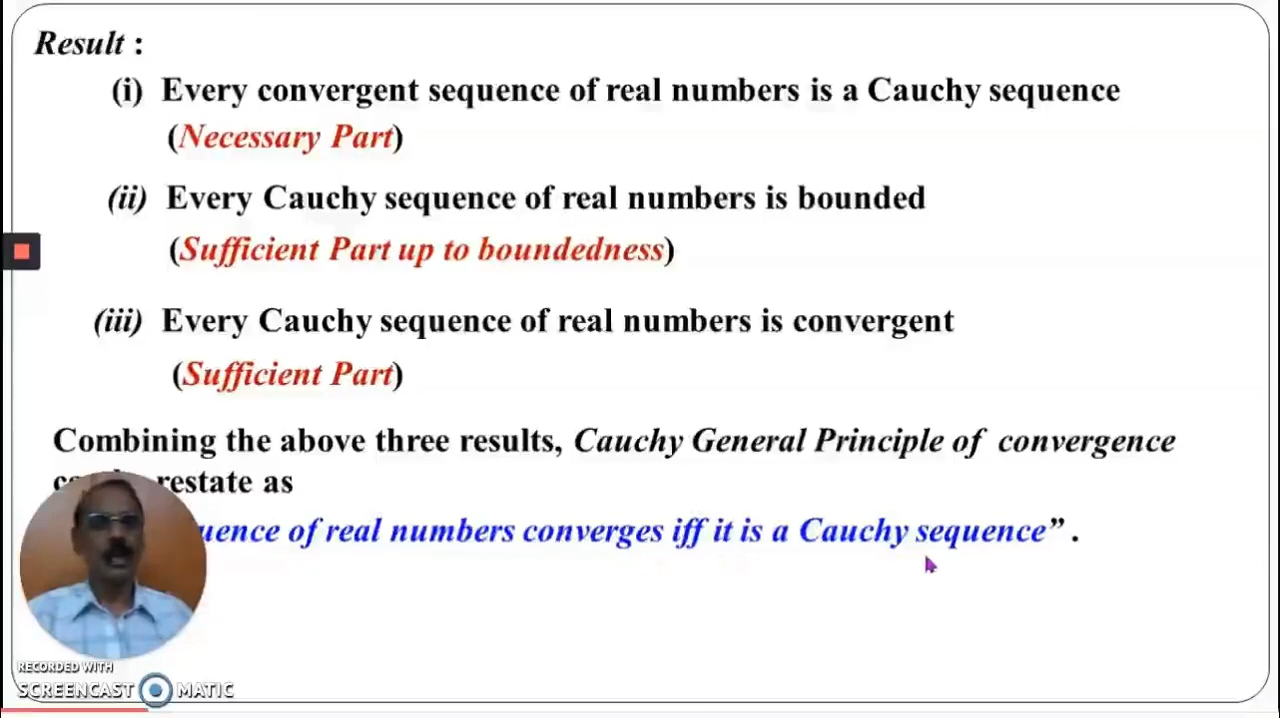 Result :
(i) Every convergent sequence of real numbers is a Cauchy sequence
(Necessary Part)
(ii) Every Cauchy sequence of real numbers is bounded
(Sufficient Part up to boundedness)
(iii) Every Cauchy sequence of real numbers is convergent
(Sufficient Part)
Combining the above three results, Cauchy General Principle of convergence
restate as
of real numbers converges iff it is a Cauchy sequence” .
RECORDED WITH
SCREENCAST MATIC